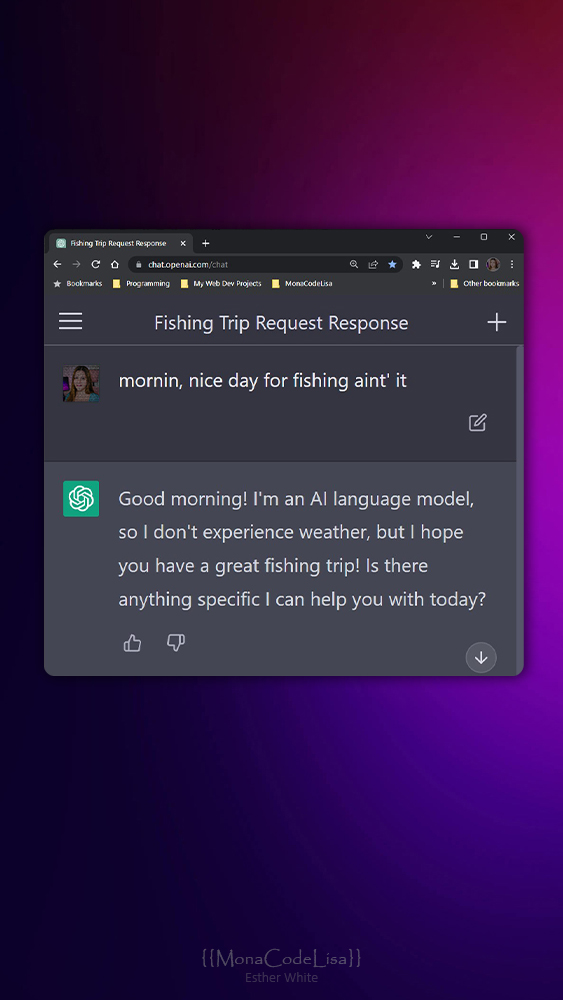 Fishing Trip Request Response
chat.openai.com/chat
Bookmarks Programming My Web Dev Projects MonaCodeLisa » Other bookmarks
Fishing Trip Request Response
mornin, nice day for fishing aint' it
Good morning! I'm an AI language model,
so I don't experience weather, but I hope
you have a great fishing trip! Is there
anything specific I can help you with today?
{{MonaCodeLisa}}
Esther White